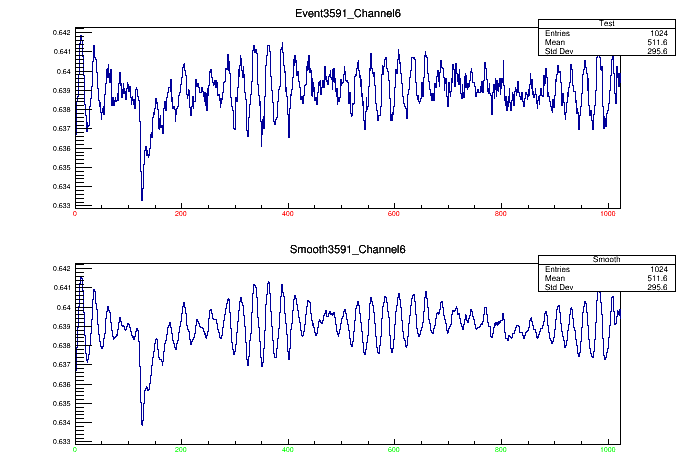 Event3591_Channel6
Test
Entries 1024
Mean 511.6
Std Dev 295.6
0.642
0.641
0.64
0.639
0.638
0.637
0.636
0.635
0.634
0.633
0 200 400 600 800 1000
Smooth3591_Channel6
Smooth
Entries 1024
Mean 511.6
Std Dev 295.6
0.642
0.641
0.64
0.639
0.638
0.637
0.636
0.635
0.634
0.633
0 200 400 600 800 1000